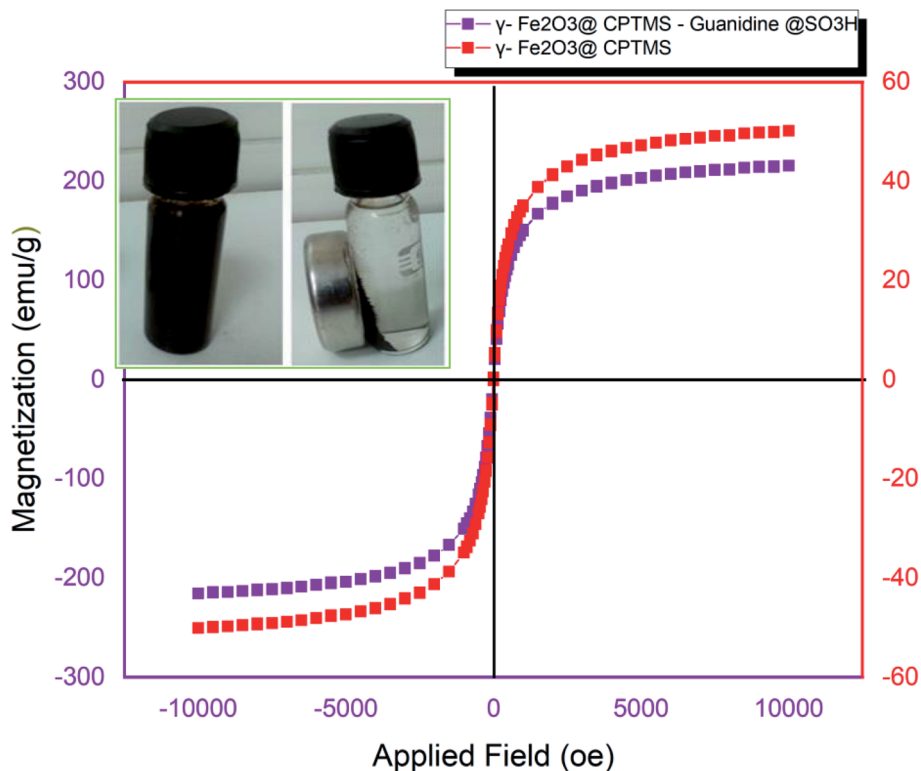 γ- Fe2O3@ CPTMS - Guanidine @SO3H
γ- Fe2O3@ CPTMS
300
200
100
0
-100
-200
-300
Magnetization (emu/g)
60
40
20
0
-20
-40
-60
-10000 -5000 0 5000 10000
Applied Field (oe)